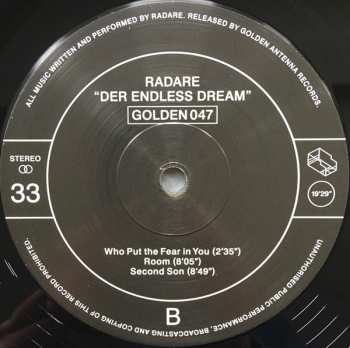 ALL MUSIC WRITTEN AND PERFORMED BY RADARE. RELEASED BY GOLDEN ANTENNA RECORDS.
RADARE
"DER ENDLESS DREAM"
GOLDEN 047
STEREO
33
19'29"
Who Put the Fear in You (2'35")
Room (8'05")
Second Son (8'49")
B
UNAUTHORISED PUBLIC PERFORMANCE, BROADCASTING AND COPYING OF THIS RECORD PROHIBITED.